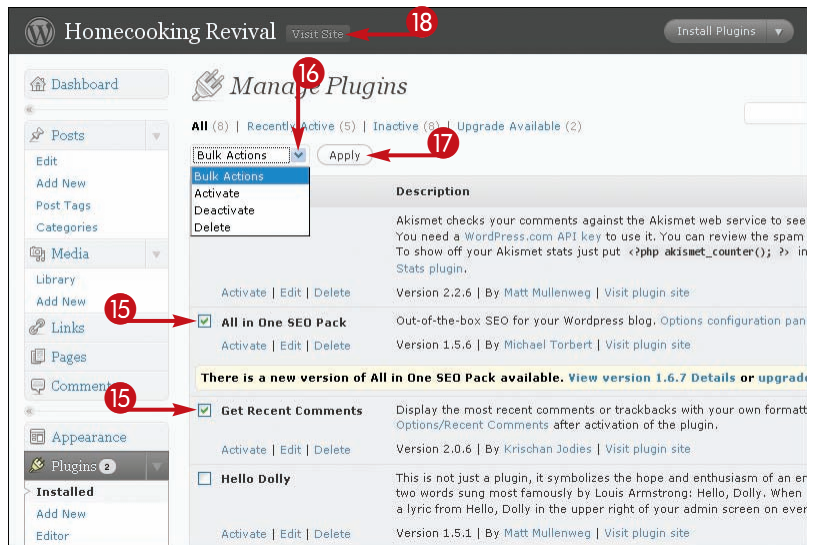 Homecooking Revival Visit Site 18 Install Plugins
Dashboard
Posts
Edit
Add New
Post Tags
Categories
Media
Library
Add New
Links
Pages
Comment
Appearance
Plugins 2
Installed
Add New
Editor
16
Manage Plugins
All (8) | Recently Active (5) | Inactive (8) | Upgrade Available (2)
Bulk Actions Apply 17
Bulk Actions
Activate
Deactivate
Delete
Description
Akismet checks your comments against the Akismet web service to see
You need a WordPress.com API key to use it. You can review the spam
To show off your Akismet stats just put <?php akismet_counter(); ?> in
Stats plugin.
Activate | Edit | Delete Version 2.2.6 | By Matt Mullenweg | Visit plugin site
15 All in One SEO Pack Out-of-the-box SEO for your Wordpress blog. Options configuration pan
Activate | Edit | Delete Version 1.5.6 | By Michael Torbert | Visit plugin site
There is a new version of All in One SEO Pack available. View version 1.6.7 Details or upgrade
15 Get Recent Comments Display the most recent comments or trackbacks with your own formatt
Options/Recent Comments after activation of the plugin.
Activate | Edit | Delete Version 2.0.6 | By Krischan Jodies | Visit plugin site
Hello Dolly This is not just a plugin, it symbolizes the hope and enthusiasm of an en
two words sung most famously by Louis Armstrong: Hello, Dolly. When
a lyric from Hello, Dolly in the upper right of your admin screen on ever
Activate | Edit | Delete Version 1.5.1 | By Matt Mullenweg | Visit plugin site